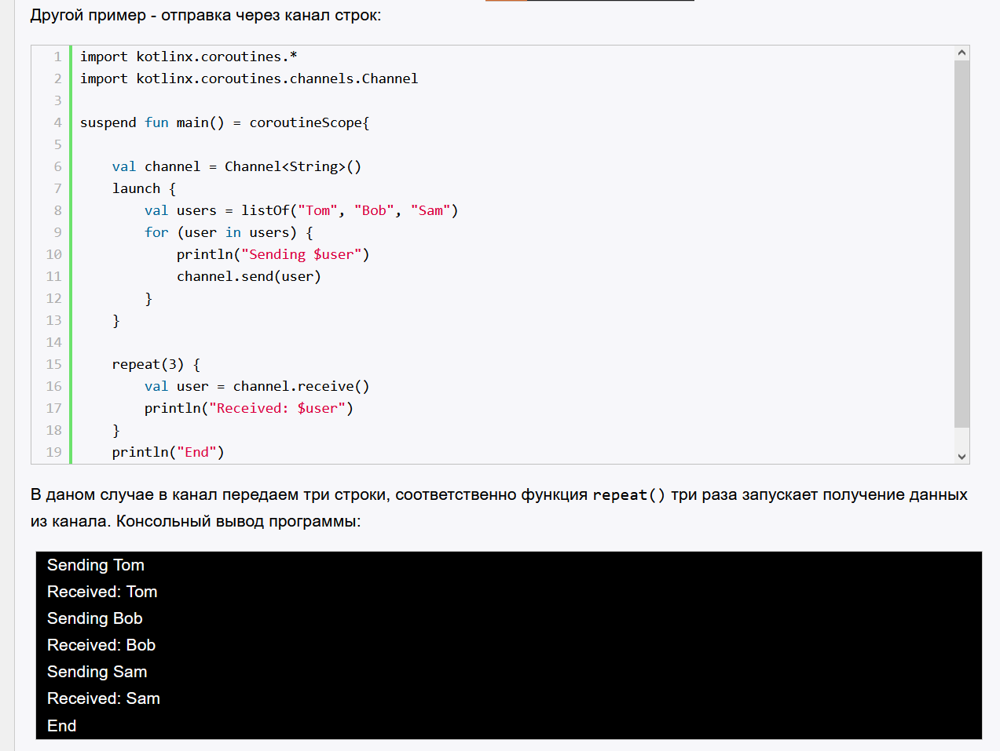 Другой пример - отправка через канал строк:
1 import kotlinx.coroutines.*
2 import kotlinx.coroutines.channels.Channel
3
4 suspend fun main() = coroutineScope{
5
6     val channel = Channel<String>()
7     launch {
8         val users = listOf("Tom", "Bob", "Sam")
9         for (user in users) {
10             println("Sending $user")
11             channel.send(user)
12         }
13     }
14
15     repeat(3) {
16         val user = channel.receive()
17         println("Received: $user")
18     }
19     println("End")
В даном случае в канал передаем три строки, соответственно функция repeat() три раза запускает получение данных
из канала. Консольный вывод программы:
Sending Tom
Received: Tom
Sending Bob
Received: Bob
Sending Sam
Received: Sam
End